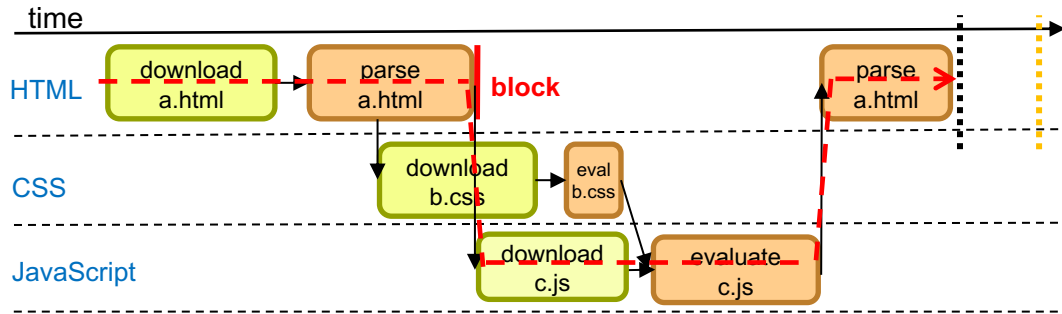 time
HTML
download
a.html
parse
a.html
block
parse
a.html
CSS
download
b.css
eval
b.css
JavaScript
download
c.js
evaluate
c.js